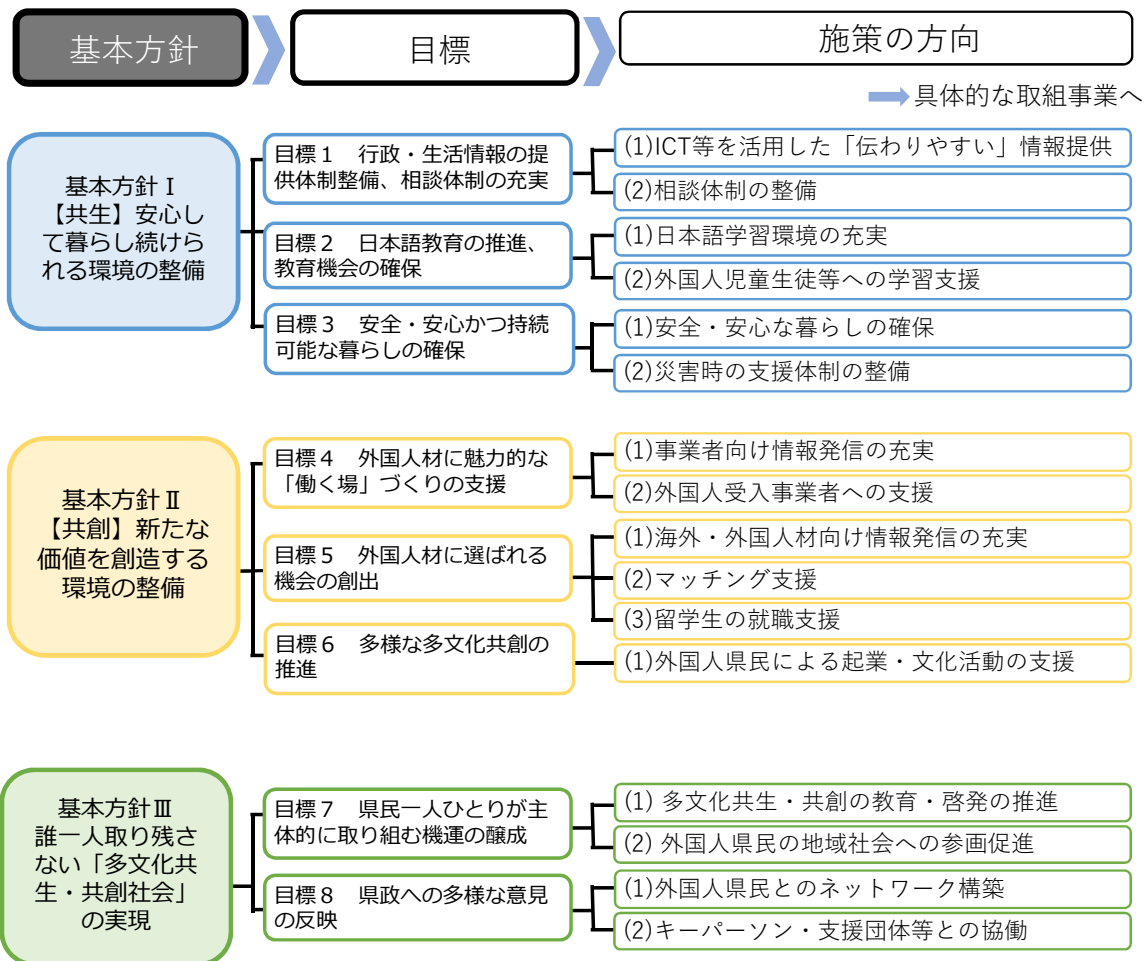 基本方針
目標
施策の方向
具体的な取組事業へ
基本方針Ⅰ
【共生】安心し
て暮らし続けら
れる環境の整備
目標１　行政・生活情報の提
供体制整備、相談体制の充実
(1)ICT等を活用した「伝わりやすい」情報提供
(2)相談体制の整備
目標２　日本語教育の推進、
教育機会の確保
(1)日本語学習環境の充実
(2)外国人児童生徒等への学習支援
目標３　安全・安心かつ持続
可能な暮らしの確保
(1)安全・安心な暮らしの確保
(2)災害時の支援体制の整備
基本方針Ⅱ
【共創】新たな
価値を創造する
環境の整備
目標４　外国人材に魅力的な
「働く場」づくりの支援
(1)事業者向け情報発信の充実
(2)外国人受入事業者への支援
目標５　外国人材に選ばれる
機会の創出
(1)海外・外国人材向け情報発信の充実
(2)マッチング支援
(3)留学生の就職支援
目標６　多様な多文化共創の
推進
(1)外国人県民による起業・文化活動の支援
基本方針Ⅲ
誰一人取り残さ
ない「多文化共
生・共創社会」
の実現
目標７　県民一人ひとりが主
体的に取り組む機運の醸成
(1) 多文化共生・共創の教育・啓発の推進
(2) 外国人県民の地域社会への参画促進
目標８　県政への多様な意見
の反映
(1)外国人県民とのネットワーク構築
(2)キーパーソン・支援団体等との協働